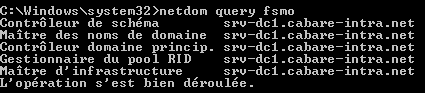 C:\Windows\system32>netdom query fsmo
Contrôleur de schéma srv-dc1.cabare-intra.net
Maître des noms de domaine srv-dc1.cabare-intra.net
Contrôleur domaine princip. srv-dc1.cabare-intra.net
Gestionnaire du pool RID srv-dc1.cabare-intra.net
Maître d'infrastructure srv-dc1.cabare-intra.net
L'opération s'est bien déroulée.